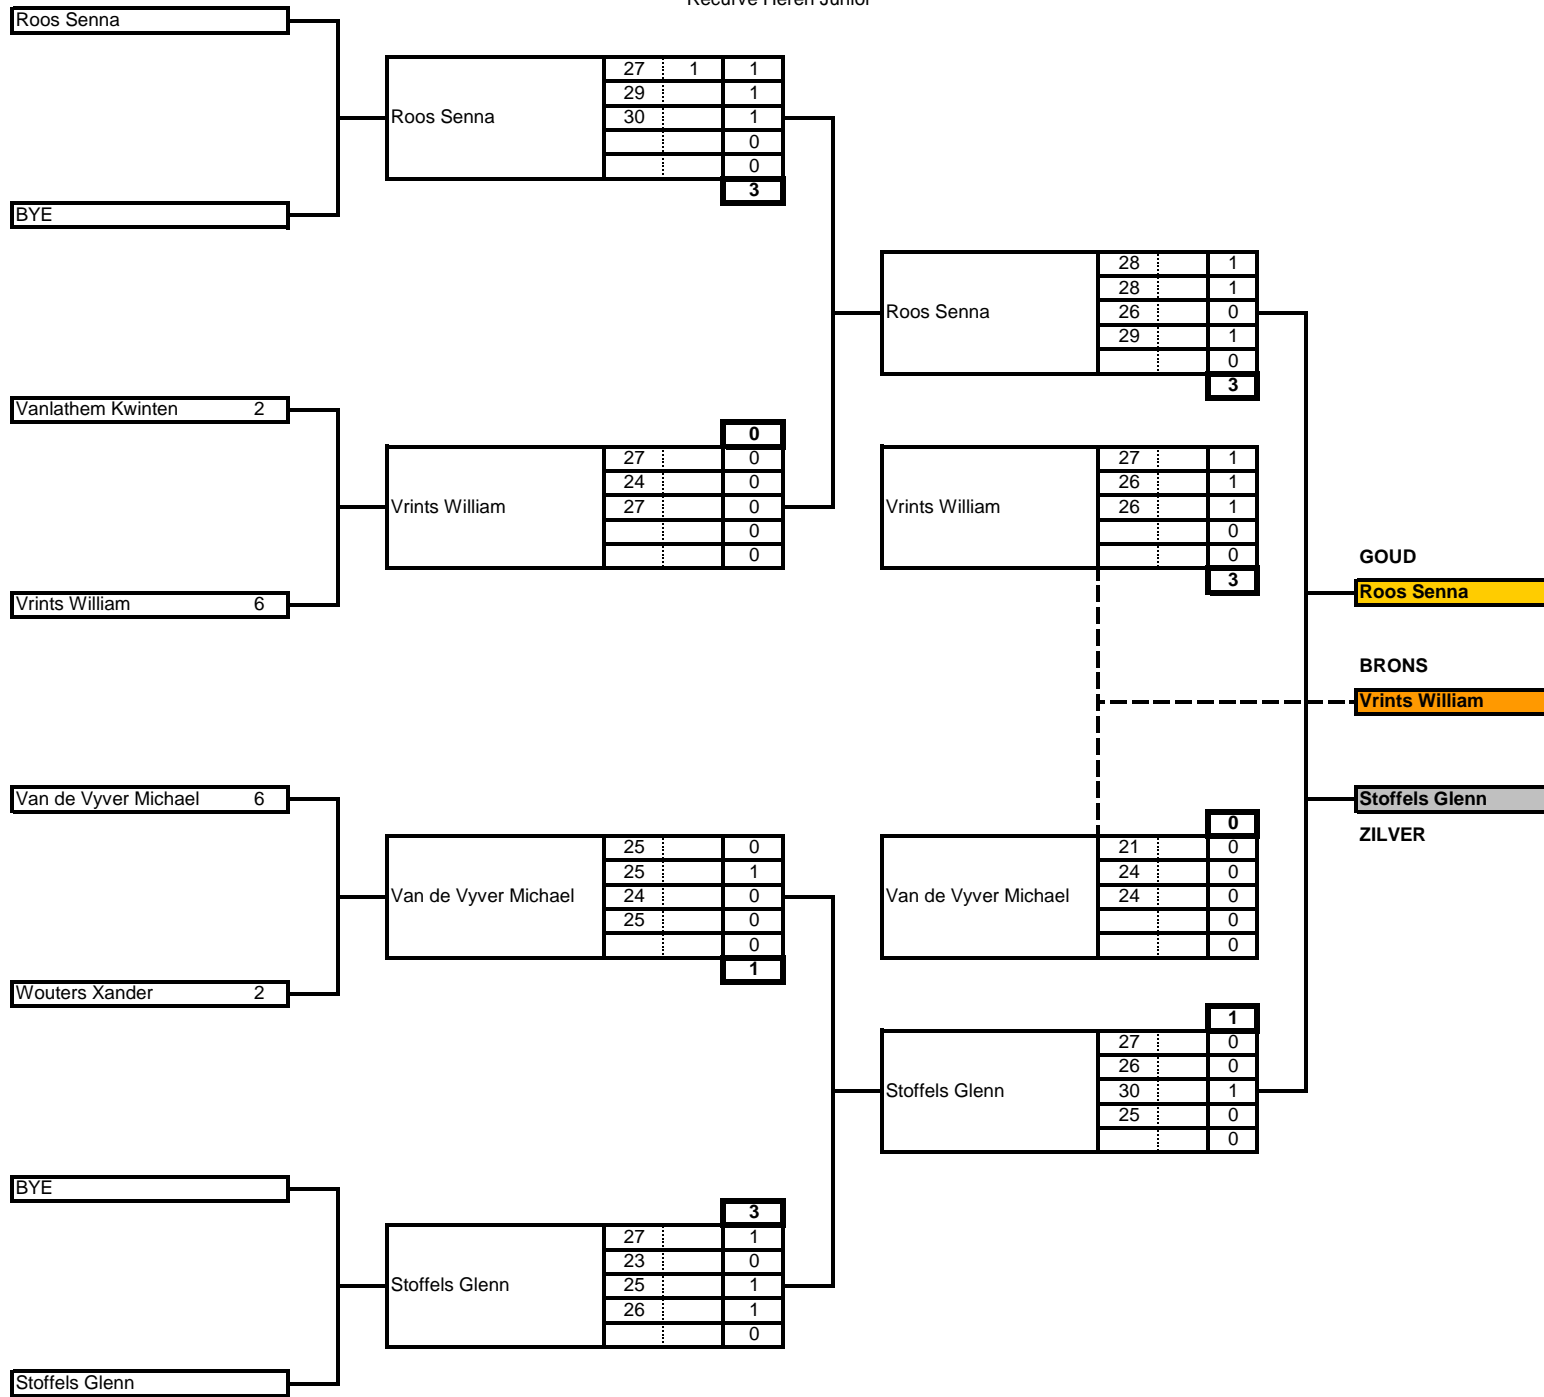 Recurve Heren Junior
Roos Senna
27 1 1
29 1
Roos Senna 30 1
0
0
3
BYE
28 1
28 1
Roos Senna 26 0
29 1
0
3
Vanlathem Kwinten 2
0
27 0
24 0
Vrints William 27 0
0
0
27 1
26 1
Vrints William 26 1
0
0
3
Vrints William 6
GOUD
Roos Senna
BRONS
Vrints William
Van de Vyver Michael 6
25 0
25 1
Van de Vyver Michael 24 0
25 0
0
1
0
21 0
24 0
Van de Vyver Michael 24 0
0
0
Stoffels Glenn
ZILVER
Wouters Xander 2
1
27 0
26 0
Stoffels Glenn 30 1
25 0
0
BYE
3
27 1
23 0
Stoffels Glenn 25 1
26 1
0
Stoffels Glenn